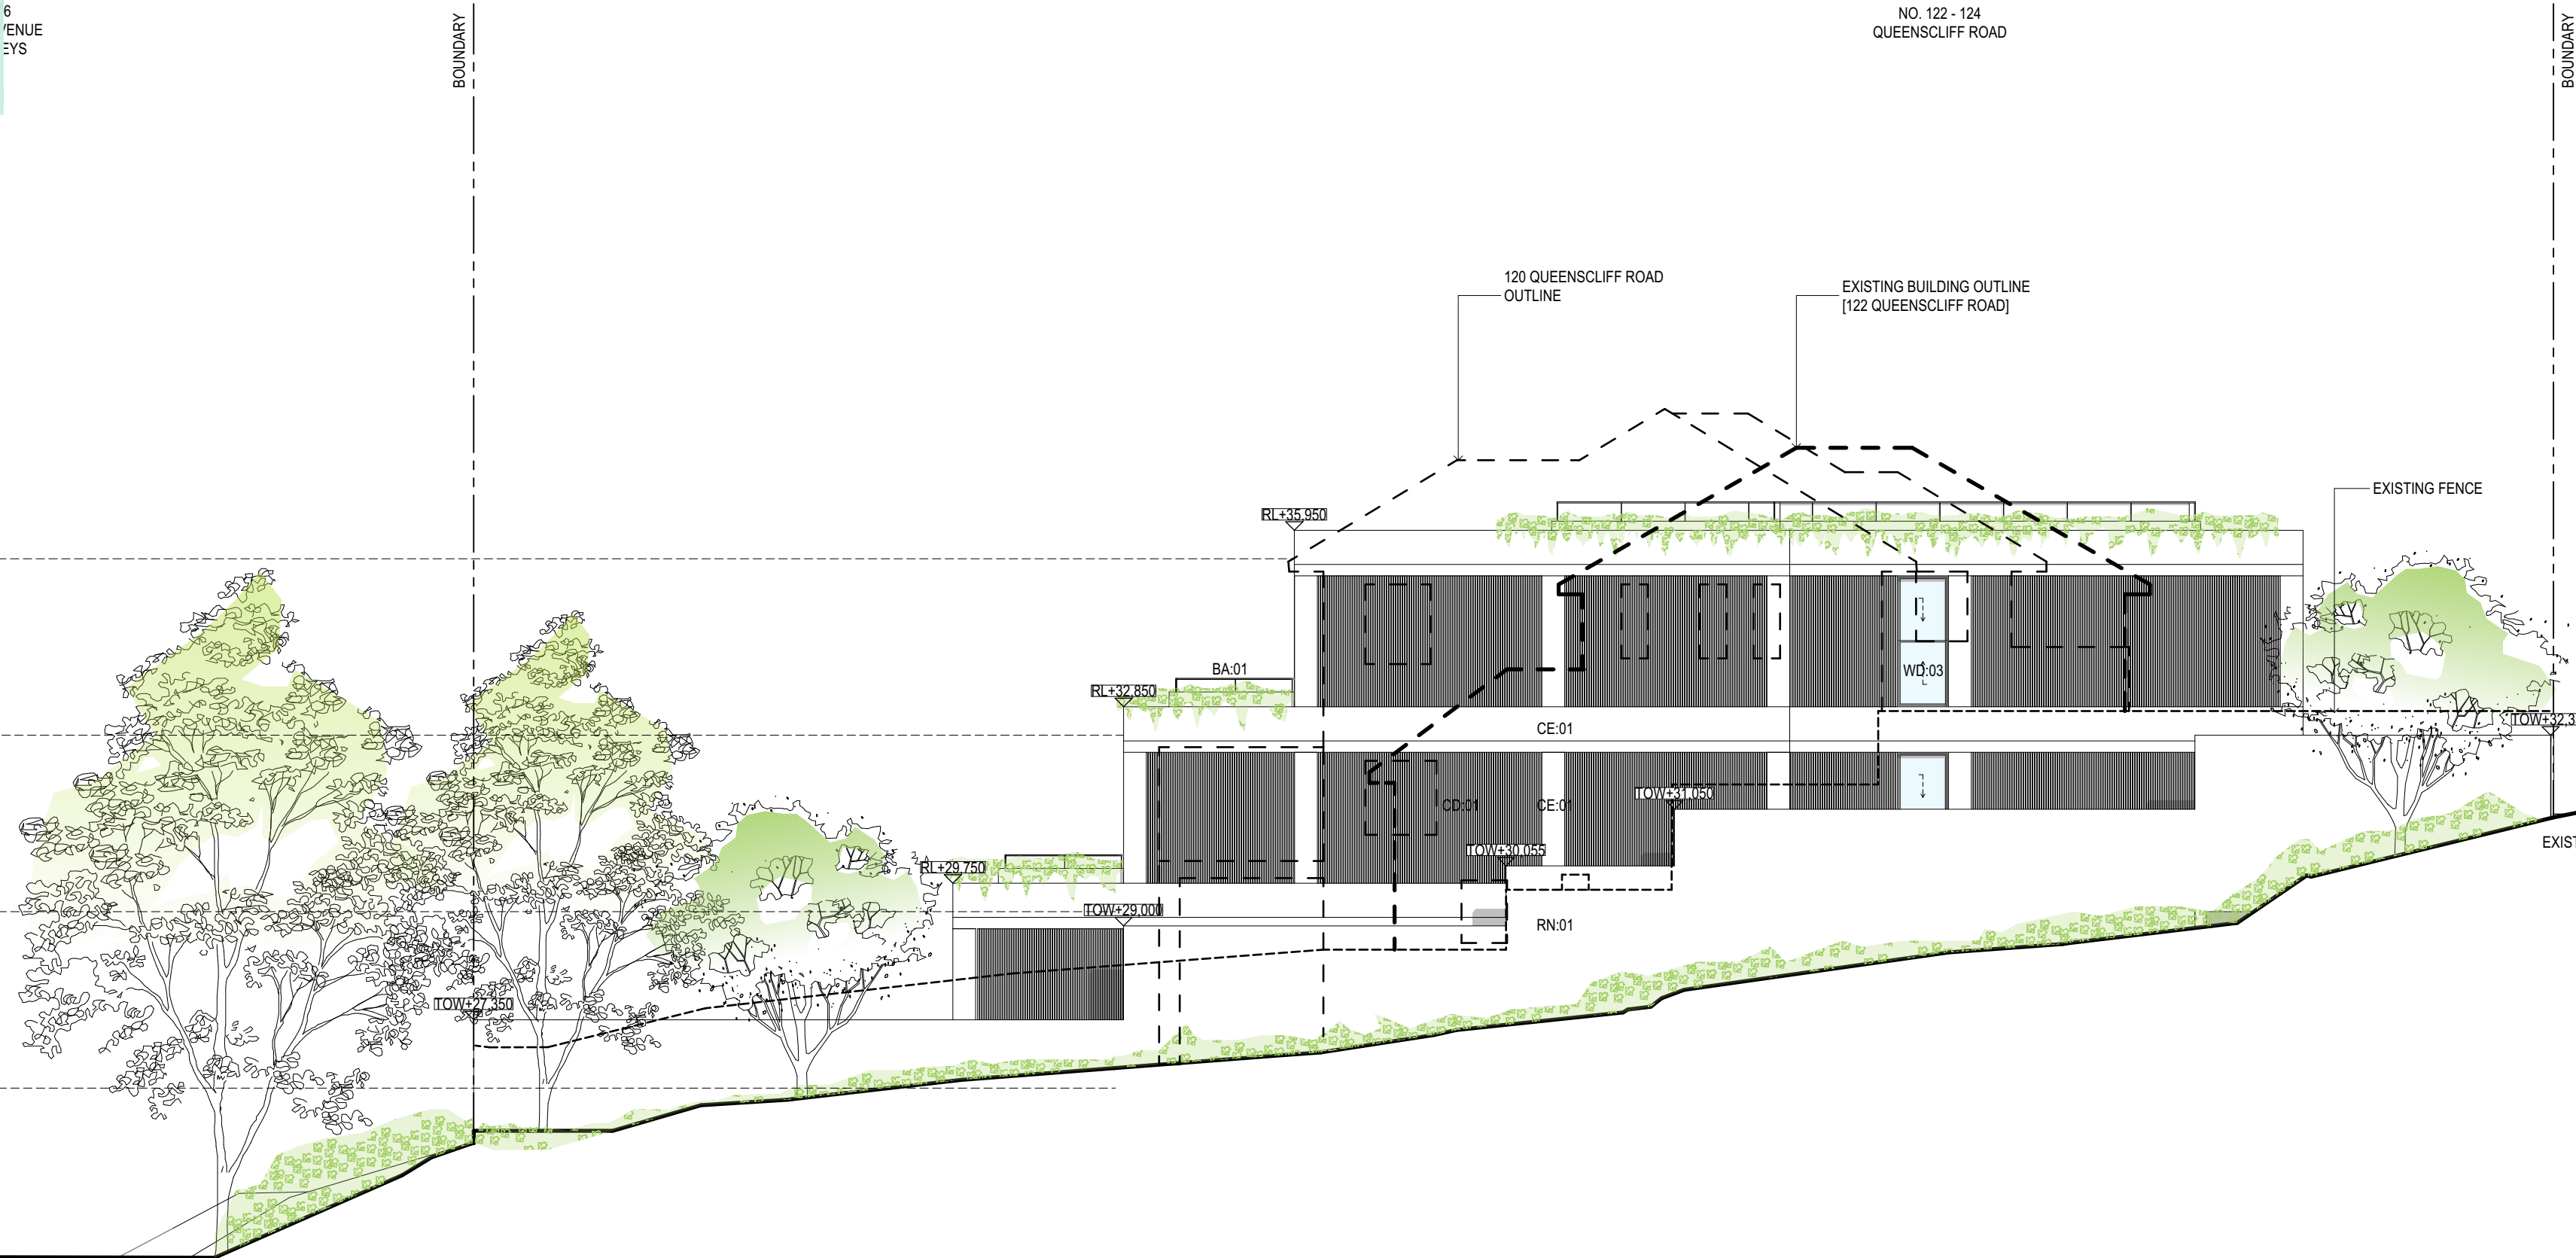 6
VENUE
EYS
BOUNDARY
NO. 122 - 124
QUEENSCLIFF ROAD
BOUNDARY
120 QUEENSCLIFF ROAD
OUTLINE
EXISTING BUILDING OUTLINE
[122 QUEENSCLIFF ROAD]
EXISTING FENCE
RL+35,950
BA:01
WD:03
RL+32,850
TOW+32,3
CE:01
TOW+31,050
CD:01
CE:01
TOW+30,055
EXIST
RL+29,750
TOW+29,000
RN:01
TOW+27,350